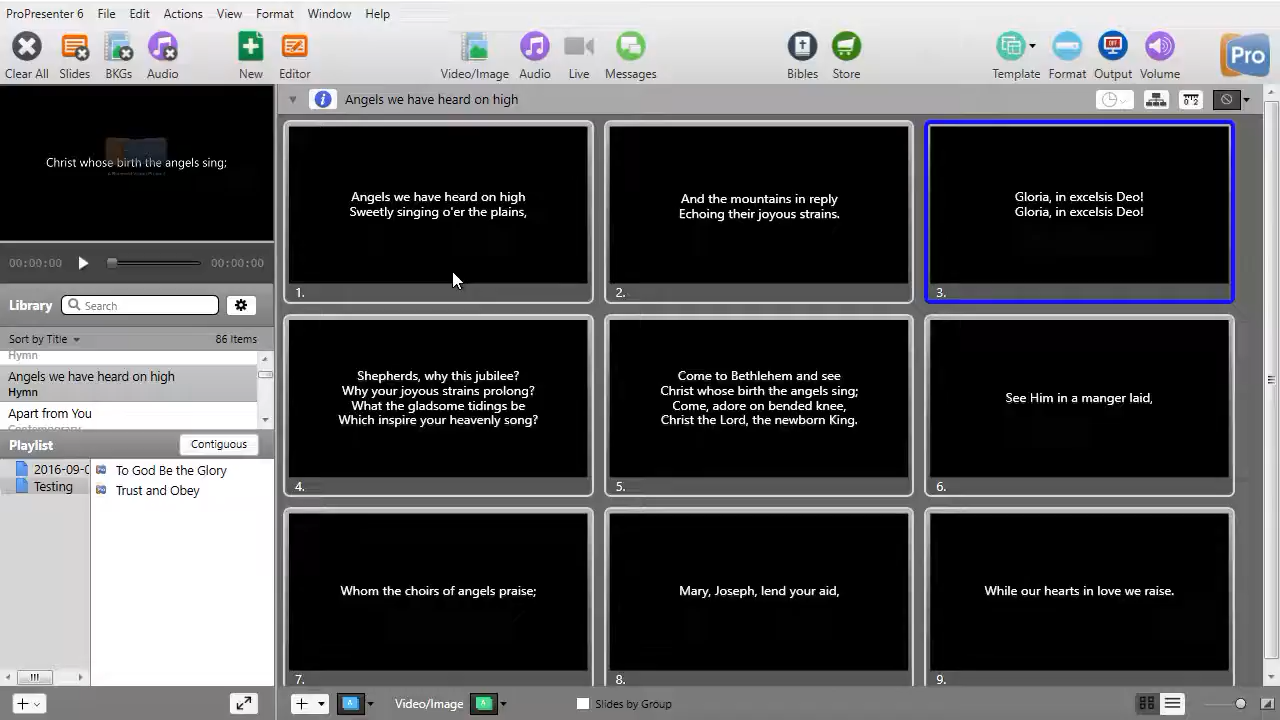 ProPresenter 6 File Edit Actions View Format Window Help
Clear All Slides BKGs Audio New Editor Video/Image Audio Live Messages Bibles Store Template Format Output Volume
Pro
Angels we have heard on high
Christ whose birth the angels sing;
00:00:00 00:00:00
Library Search
Sort by Title 86 Items
Hymn
Angels we have heard on high
Hymn
Apart from You
Contemporary
Playlist Contiguous
2016-09-0
Testing
To God Be the Glory
Trust and Obey
Angels we have heard on high
Sweetly singing o'er the plains,
1.
And the mountains in reply
Echoing their joyous strains.
2.
Gloria, in excelsis Deo!
Gloria, in excelsis Deo!
3.
Shepherds, why this jubilee?
Why your joyous strains prolong?
What the gladsome tidings be
Which inspire your heavenly song?
4.
Come to Bethlehem and see
Christ whose birth the angels sing;
Come, adore on bended knee,
Christ the Lord, the newborn King.
5.
See Him in a manger laid,
6.
Whom the choirs of angels praise;
7.
Mary, Joseph, lend your aid,
8.
While our hearts in love we raise.
9.
Video/Image Slides by Group